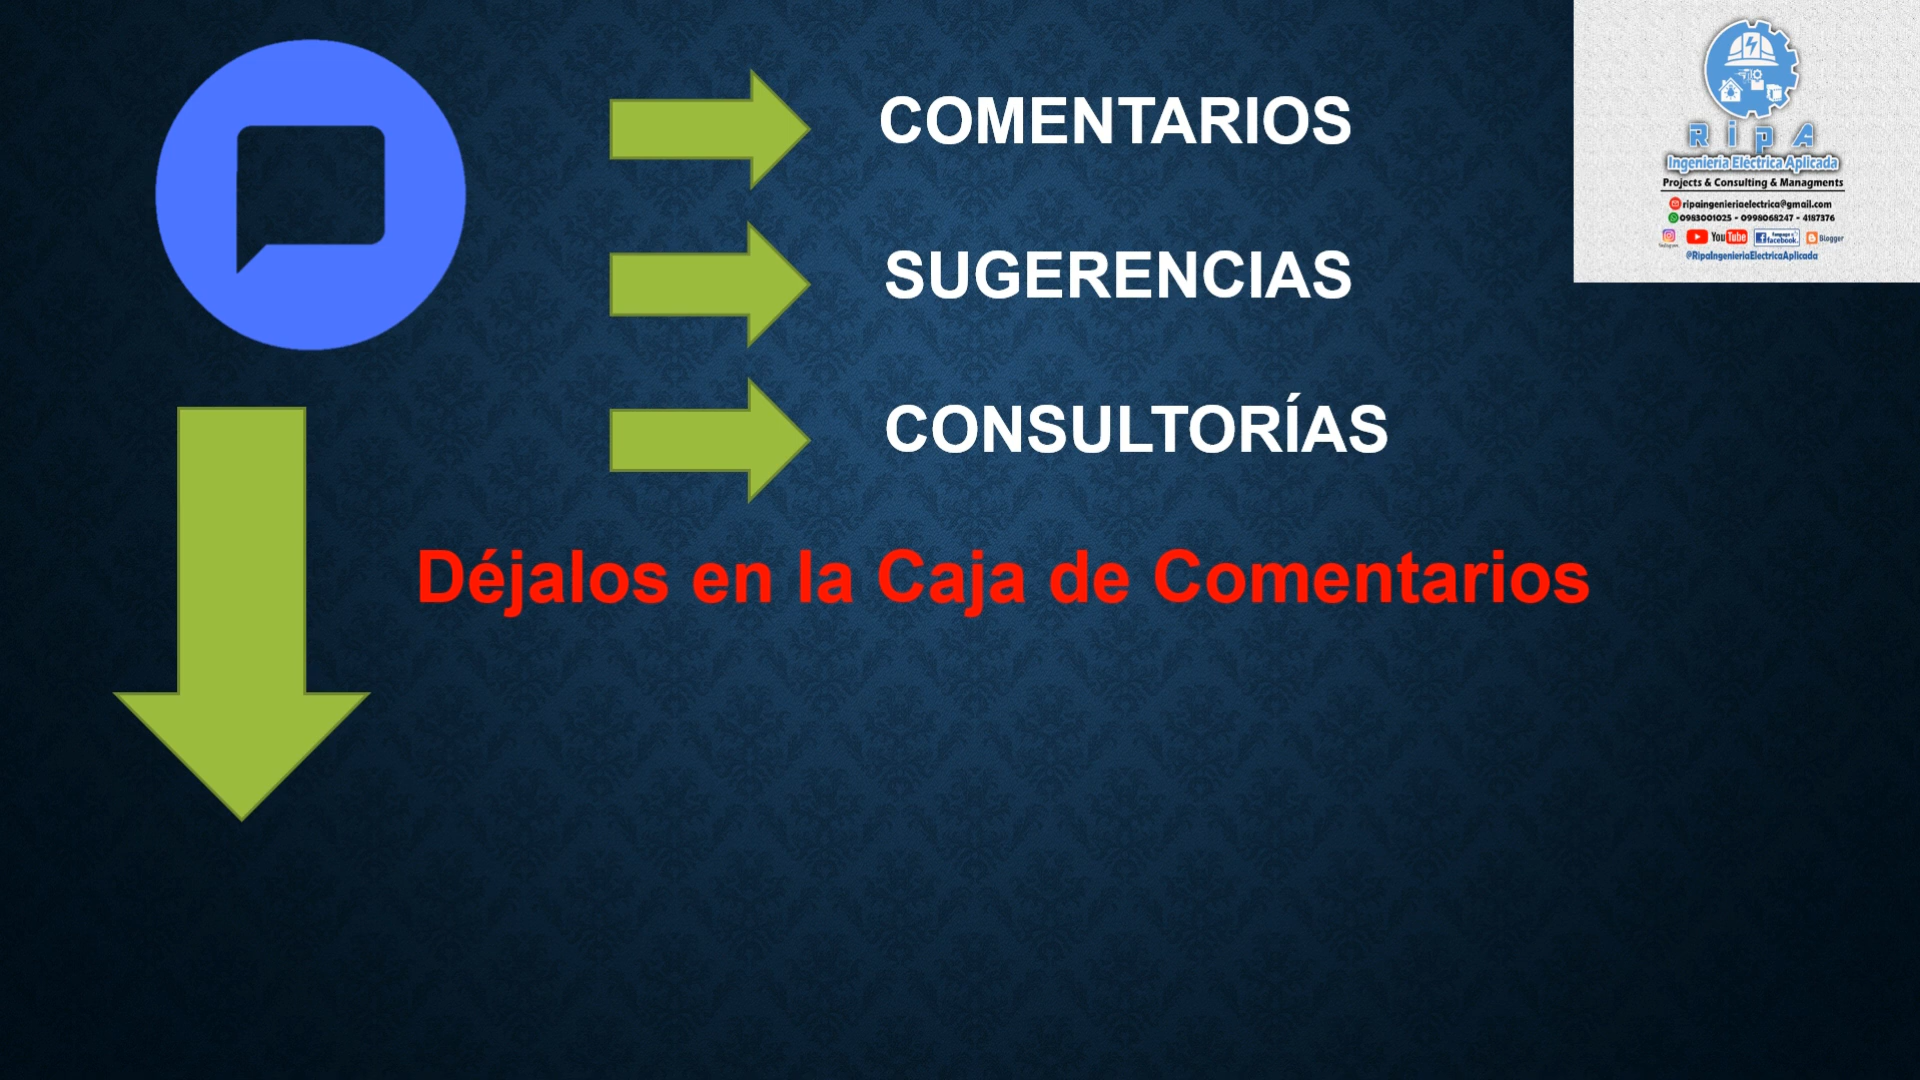 COMENTARIOS
SUGERENCIAS
CONSULTORÍAS
Déjalos en la Caja de Comentarios
RipA
Ingenieria Eléctrica Aplicada
Projects & Consulting & Managments
ripaingenieriaelectrica@gmail.com
0983001025 - 0998068247 - 4187376
YouTube facebook. Blogger
@RipaIngenieriaElectricaAplicada